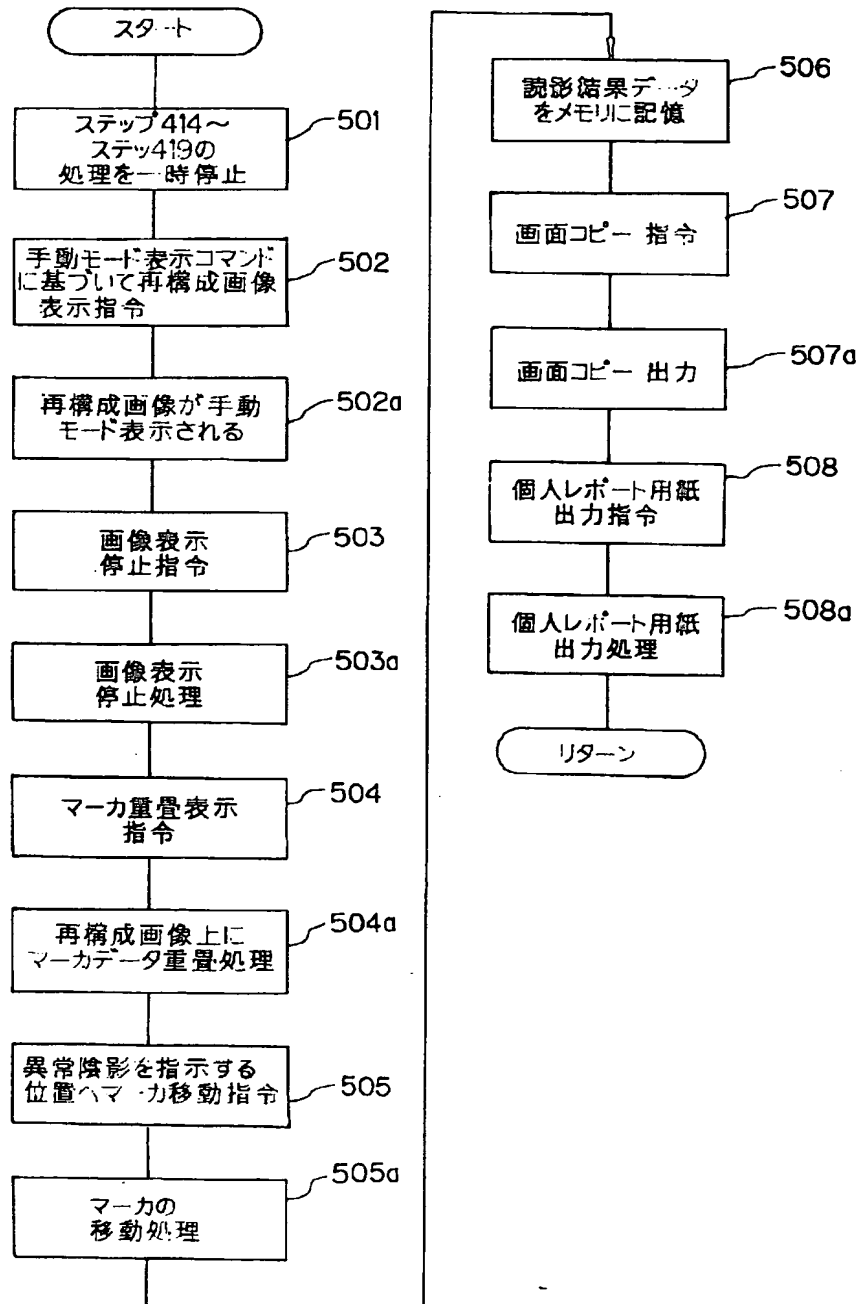 スタート
ステップ414〜
ステッ419の
処理を一時停止
501
手動モード表示コマンド
に基づいて再構成画像
表示指令
502
再構成画像が手動
モード表示される
502a
画像表示
停止指令
503
画像表示
停止処理
503a
マーカ重畳表示
指令
504
再構成画像上に
マーカデータ重畳処理
504a
異常陰影を指示する
位置へマーカ移動指令
505
マーカの
移動処理
505a
読影結果データ
をメモリに記憶
506
画面コピー指令
507
画面コピー出力
507a
個人レポート用紙
出力指令
508
個人レポート用紙
出力処理
508a
リターン